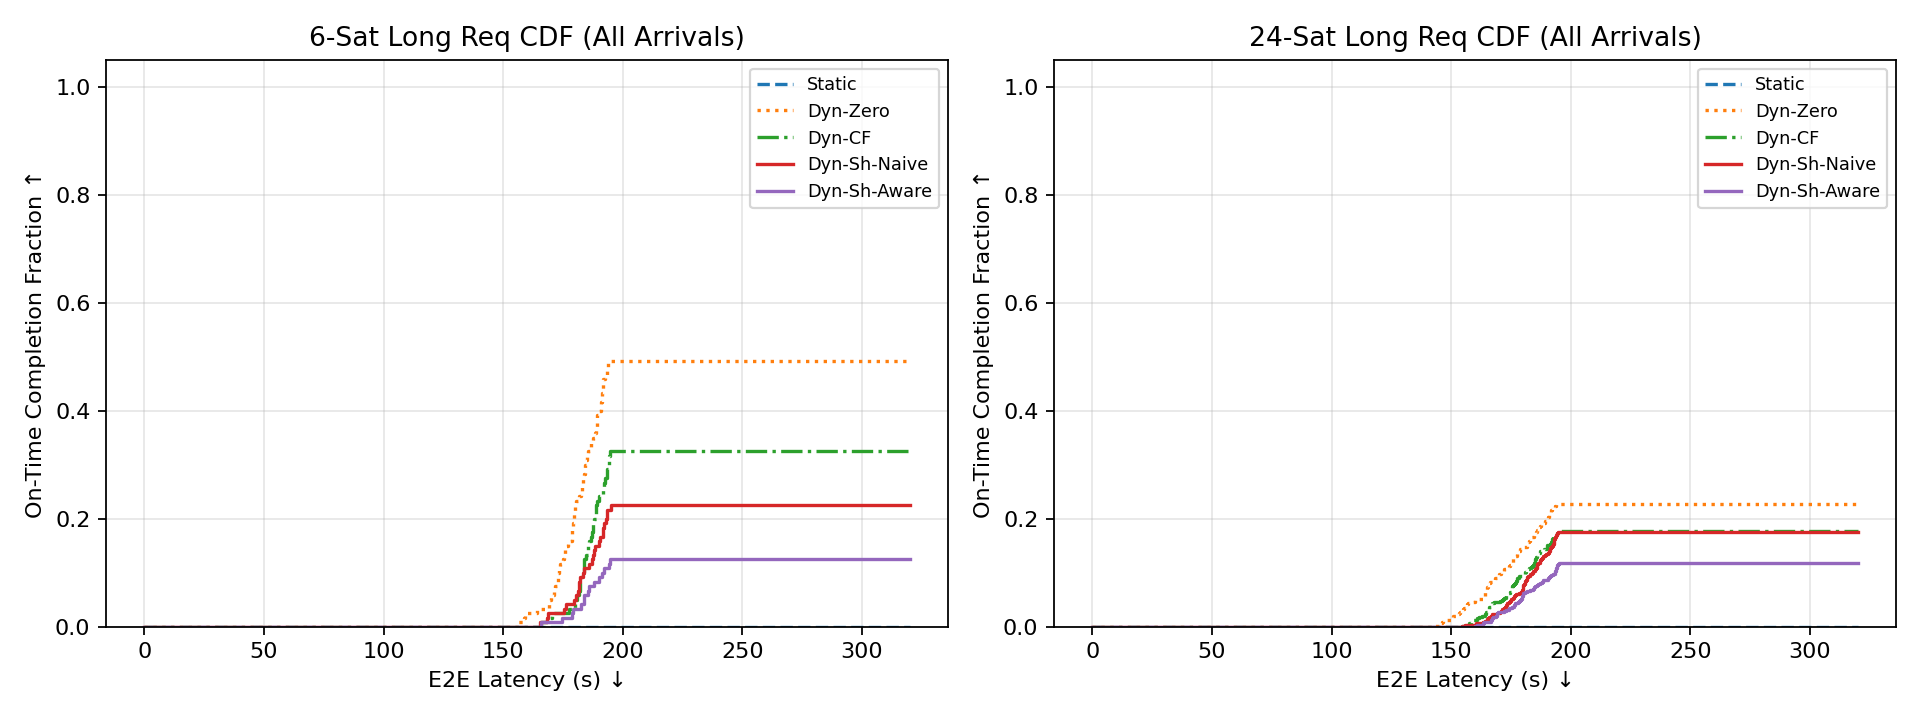 6-Sat Long Req CDF (All Arrivals)
On-Time Completion Fraction ↑
1.0
0.8
0.6
0.4
0.2
0.0
Static
Dyn-Zero
Dyn-CF
Dyn-Sh-Naive
Dyn-Sh-Aware
0 50 100 150 200 250 300
E2E Latency (s) ↓
24-Sat Long Req CDF (All Arrivals)
On-Time Completion Fraction ↑
1.0
0.8
0.6
0.4
0.2
0.0
Static
Dyn-Zero
Dyn-CF
Dyn-Sh-Naive
Dyn-Sh-Aware
0 50 100 150 200 250 300
E2E Latency (s) ↓